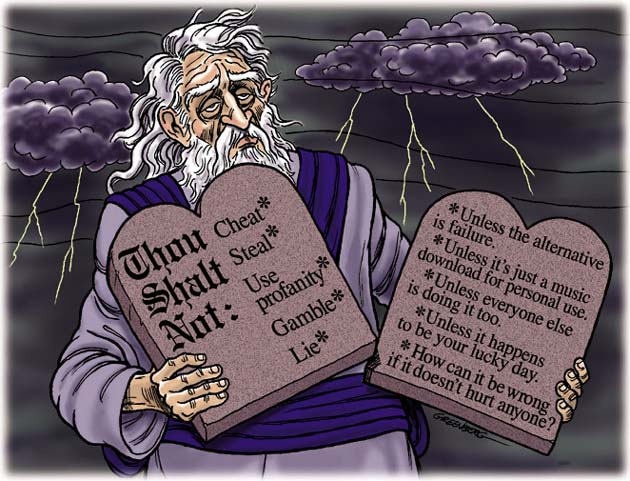 Thou
Shalt
Not:
Cheat*
Steal*
Use
profanity*
Gamble*
Lie*
*Unless the alternative
is failure.
*Unless it's just a music
download for personal use.
*Unless everyone else
is doing it too.
*Unless it happens
to be your lucky day.
*How can it be wrong
if it doesn't hurt anyone?
GREENBERG